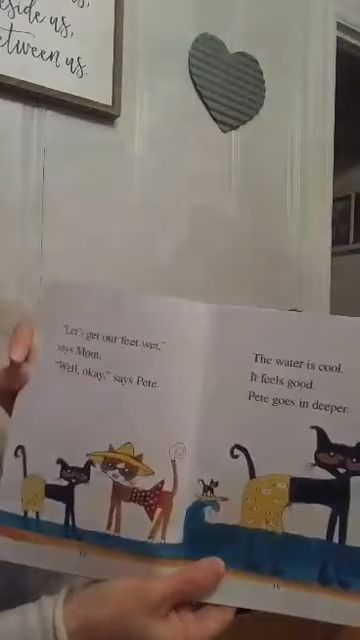 eside us,
etween us.
"Let's get our feet wet,"
says Mom.
"Well, okay," says Pete.
The water is cool.
It feels good.
Pete goes in deeper.